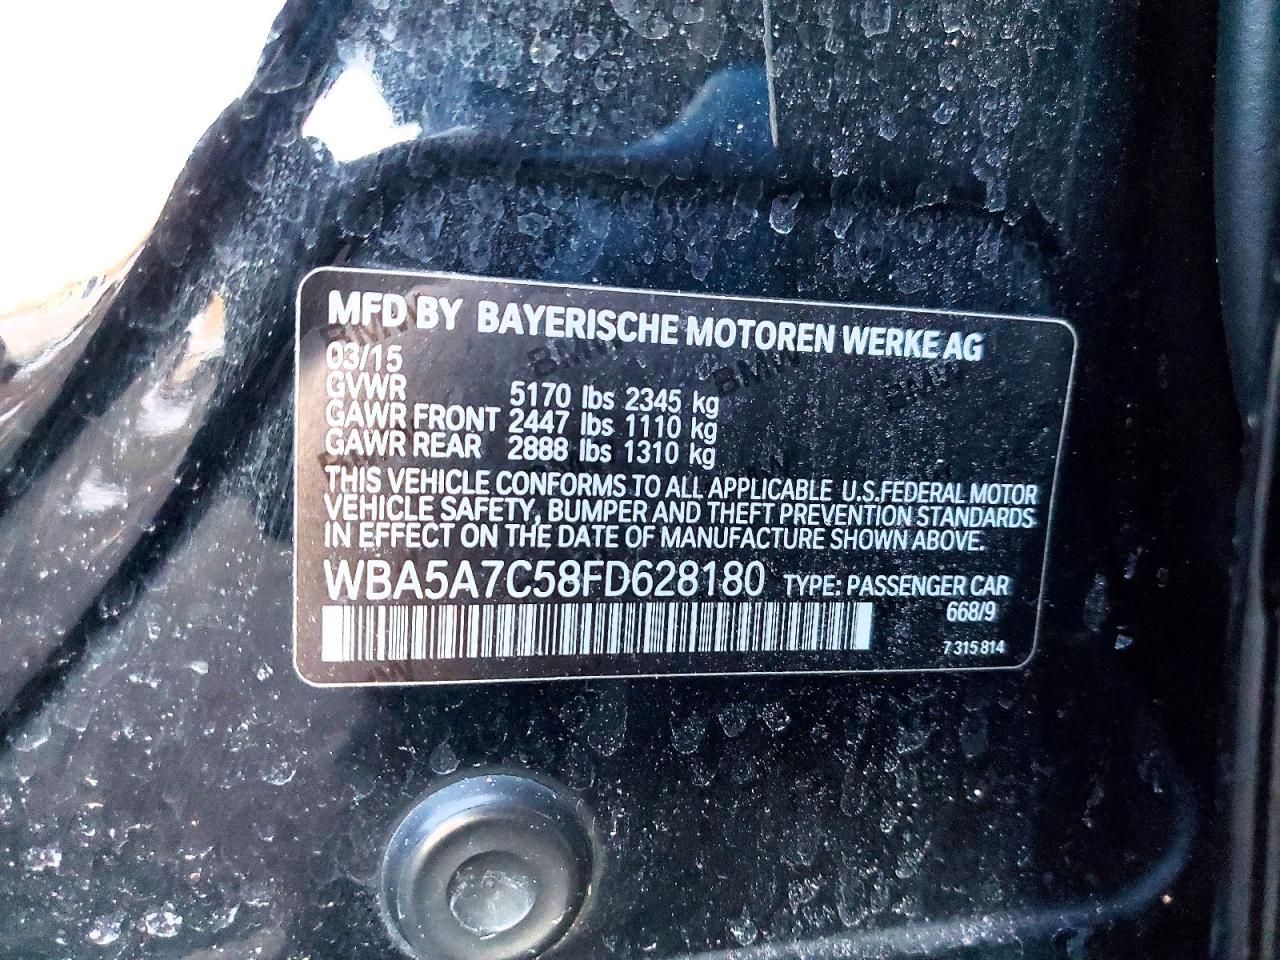 MFD BY BAYERISCHE MOTOREN WERKE AG
03/15
GVWR 5170 lbs 2345 kg
GAWR FRONT 2447 lbs 1110 kg
GAWR REAR 2888 lbs 1310 kg
THIS VEHICLE CONFORMS TO ALL APPLICABLE U.S.FEDERAL MOTOR
VEHICLE SAFETY, BUMPER AND THEFT PREVENTION STANDARDS
IN EFFECT ON THE DATE OF MANUFACTURE SHOWN ABOVE.
WBA5A7C58FD628180 TYPE: PASSENGER CAR
668/9
7 315 814